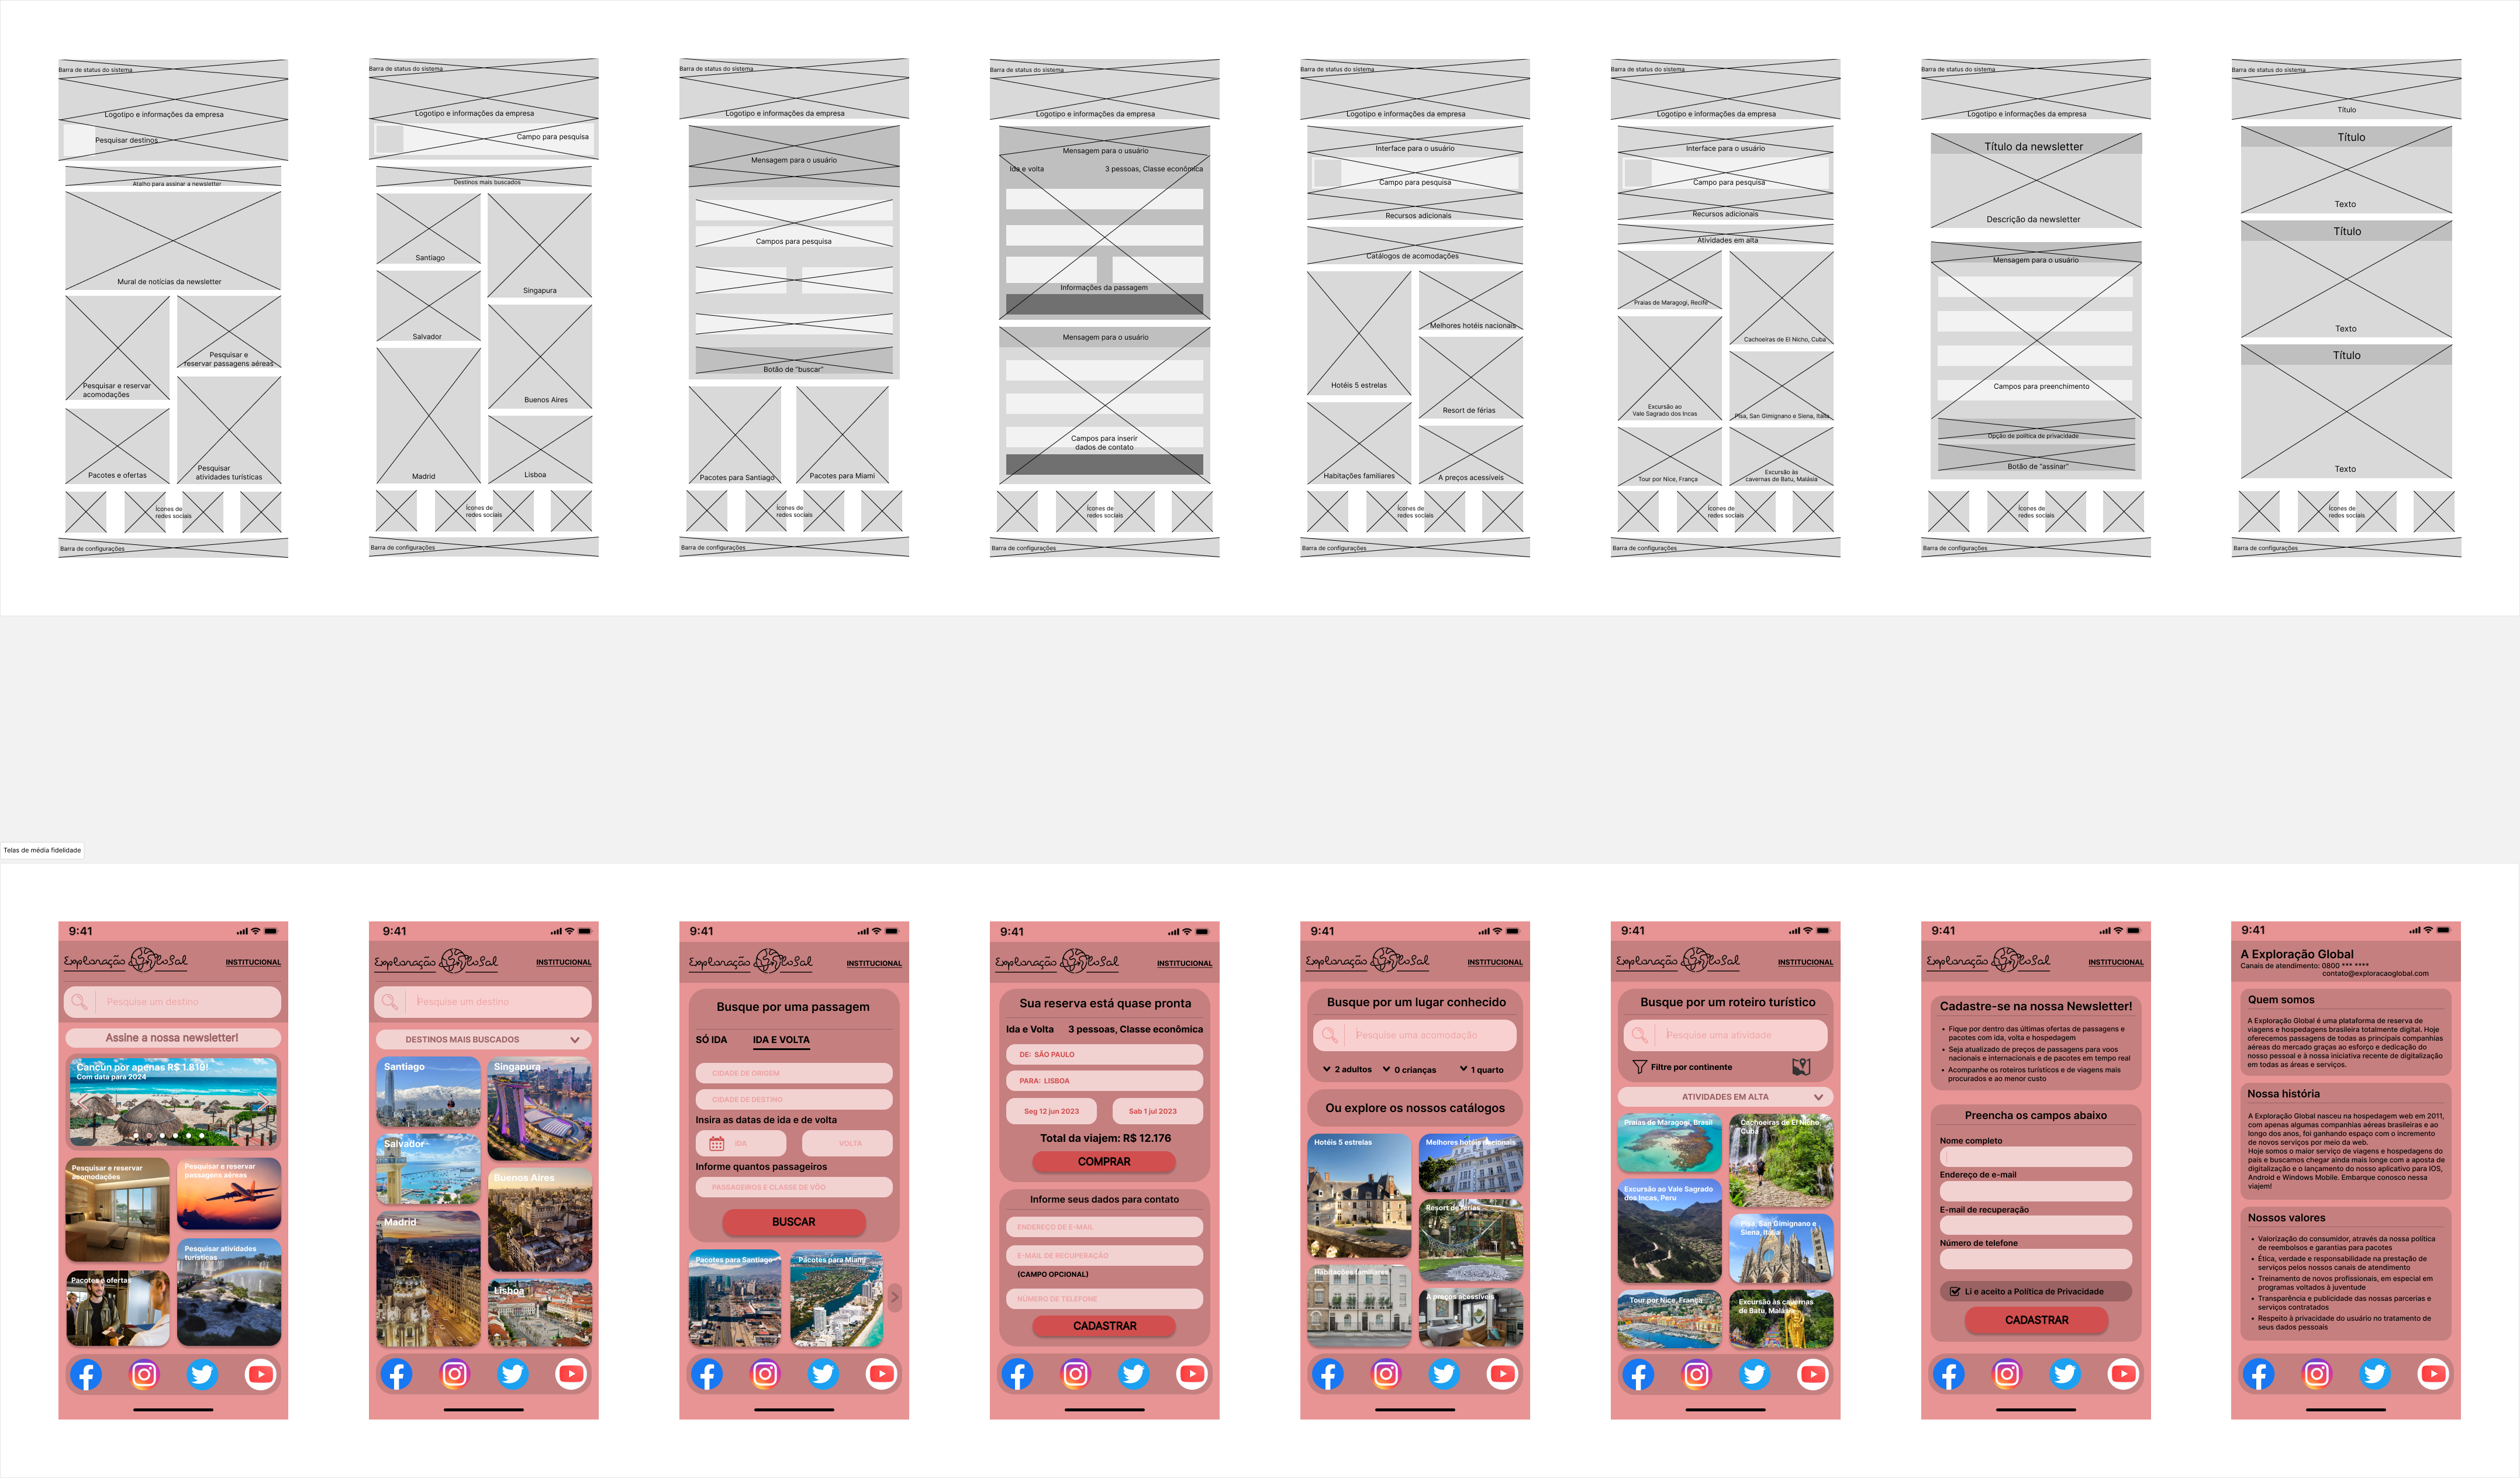 Barra de status do sistema
Logotipo e informações da empresa
Pesquisar destinos
Atalho para assinar a newsletter
Mural de notícias da newsletter
Pesquisar e
reservar passagens aéreas
Pesquisar e reservar
acomodações
Pacotes e ofertas
Pesquisar
atividades turísticas
Ícones de
redes sociais
Barra de configurações
Barra de status do sistema
Logotipo e informações da empresa
Campo para pesquisa
Destinos mais buscados
Santiago
Singapura
Salvador
Buenos Aires
Madrid
Lisboa
Ícones de
redes sociais
Barra de configurações
Barra de status do sistema
Logotipo e informações da empresa
Mensagem para o usuário
Campos para pesquisa
Botão de "buscar"
Pacotes para Santiago
Pacotes para Miami
Ícones de
redes sociais
Barra de configurações
Barra de status do sistema
Logotipo e informações da empresa
Mensagem para o usuário
Ida e volta
3 pessoas, Classe econômica
Informações da passagem
Mensagem para o usuário
Campos para inserir
dados de contato
Ícones de
redes sociais
Barra de configurações
Barra de status do sistema
Logotipo e informações da empresa
Interface para o usuário
Campo para pesquisa
Recursos adicionais
Catálogos de acomodações
Melhores hotéis nacionais
Hotéis 5 estrelas
Resort de férias
Habitações familiares
A preços acessíveis
Ícones de
redes sociais
Barra de configurações
Barra de status do sistema
Logotipo e informações da empresa
Interface para o usuário
Campo para pesquisa
Recursos adicionais
Atividades em alta
Praias de Maragogi, Recife
Cachoeiras de El Nicho, Cuba
Excursão ao
Vale Sagrado dos Incas
Pisa, San Gimignano e Siena, Itália
Tour por Nice, França
Excursão às
cavernas de Batu, Malásia
Ícones de
redes sociais
Barra de configurações
Barra de status do sistema
Logotipo e informações da empresa
Título da newsletter
Descrição da newsletter
Mensagem para o usuário
Campos para preenchimento
Opção de política de privacidade
Botão de "assinar"
Ícones de
redes sociais
Barra de configurações
Barra de status do sistema
Título
Título
Texto
Título
Texto
Título
Texto
Ícones de
redes sociais
Barra de configurações
Telas de média fidelidade
9:41
Exploração Global
INSTITUCIONAL
Pesquise um destino
Assine a nossa newsletter!
Cancún por apenas R$ 1.819!
Com data para 2024
Pesquisar e reservar
acomodações
Pesquisar e reservar
passagens aéreas
Pesquisar atividades
turísticas
Pacotes e ofertas
9:41
Exploração Global
INSTITUCIONAL
Pesquise um destino
DESTINOS MAIS BUSCADOS
Santiago
Singapura
Salvador
Buenos Aires
Madrid
Lisboa
9:41
Exploração Global
INSTITUCIONAL
Busque por uma passagem
SÓ IDA
IDA E VOLTA
CIDADE DE ORIGEM
CIDADE DE DESTINO
Insira as datas de ida e de volta
IDA
VOLTA
Informe quantos passageiros
PASSAGEIROS E CLASSE DE VÔO
BUSCAR
Pacotes para Santiago
Pacotes para Miami
9:41
Exploração Global
INSTITUCIONAL
Sua reserva está quase pronta
Ida e Volta
3 pessoas, Classe econômica
DE: SÃO PAULO
PARA: LISBOA
Seg 12 jun 2023
Sab 1 jul 2023
Total da viajem: R$ 12.176
COMPRAR
Informe seus dados para contato
ENDEREÇO DE E-MAIL
E-MAIL DE RECUPERAÇÃO
(CAMPO OPCIONAL)
NÚMERO DE TELEFONE
CADASTRAR
9:41
Exploração Global
INSTITUCIONAL
Busque por um lugar conhecido
Pesquise uma acomodação
2 adultos
0 crianças
1 quarto
Ou explore os nossos catálogos
Hotéis 5 estrelas
Melhores hotéis nacionais
Resort de férias
Habitações familiares
A preços acessíveis
9:41
Exploração Global
INSTITUCIONAL
Busque por um roteiro turístico
Pesquise uma atividade
Filtre por continente
ATIVIDADES EM ALTA
Praias de Maragogi, Brasil
Cachoeiras de El Nicho
Cuba
Excursão ao Vale Sagrado
dos Incas, Peru
Pisa, San Gimignano e
Siena, Itália
Tour por Nice, França
Excursão às cavernas
de Batu, Malásia
9:41
Exploração Global
INSTITUCIONAL
Cadastre-se na nossa Newsletter!
• Fique por dentro das últimas ofertas de passagens e
pacotes com ida, volta e hospedagem
• Seja atualizado de preços de passagens para voos
nacionais e internacionais e de pacotes em tempo real
• Acompanhe os roteiros turísticos e de viagens mais
procurados e ao menor custo
Preencha os campos abaixo
Nome completo
Endereço de e-mail
E-mail de recuperação
Número de telefone
Li e aceito a Política de Privacidade
CADASTRAR
9:41
A Exploração Global
Canais de atendimento: 0800 *** ****
contato@exploracaoglobal.com
Quem somos
A Exploração Global é uma plataforma de reserva de
viagens e hospedagens brasileira totalmente digital. Hoje
oferecemos passagens de todas as principais companhias
aéreas do mercado graças ao esforço e dedicação do
nosso pessoal e à nossa iniciativa recente de digitalização
em todas as áreas e serviços.
Nossa história
A Exploração Global nasceu na hospedagem web em 2011,
com apenas algumas companhias aéreas brasileiras e ao
longo dos anos, foi ganhando espaço com o incremento
de novos serviços por meio da web.
Hoje somos o maior serviço de viagens e hospedagens do
país e buscamos chegar ainda mais longe com a aposta de
digitalização e o lançamento do nosso aplicativo para IOS,
Android e Windows Mobile. Embarque conosco nessa
viajem!
Nossos valores
• Valorização do consumidor, através da nossa política
de reembolsos e garantias para pacotes
• Ética, verdade e responsabilidade na prestação de
serviços pelos nossos canais de atendimento
• Treinamento de novos profissionais, em especial em
programas voltados à juventude
• Transparência e publicidade das nossas parcerias e
serviços contratados
• Respeito à privacidade do usuário no tratamento de
seus dados pessoais